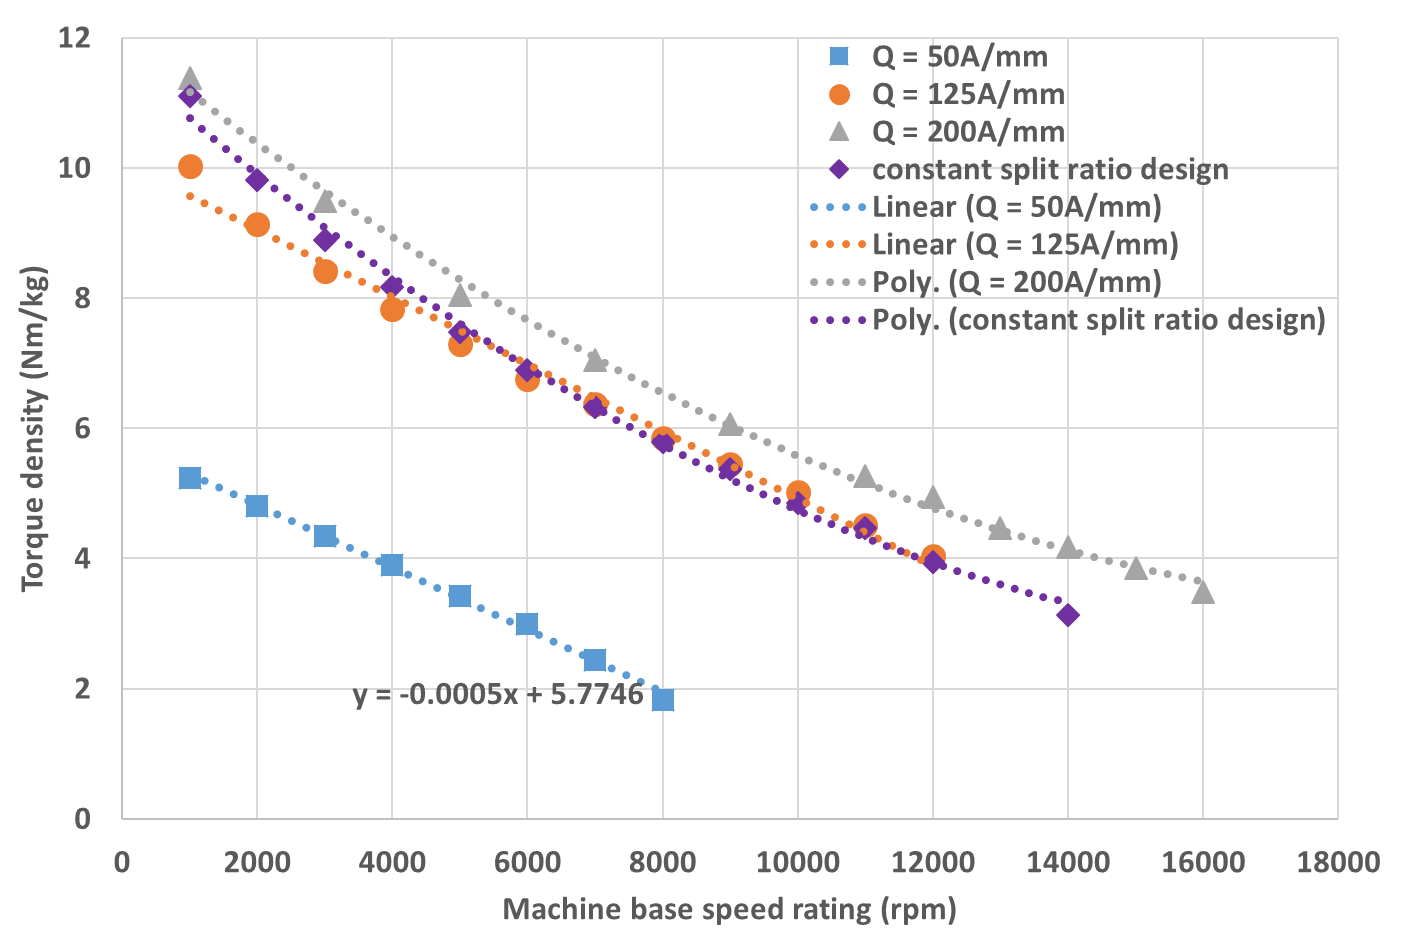 12
10
8
6
4
2
0
Torque density (Nm/kg)
Q = 50A/mm
Q = 125A/mm
Q = 200A/mm
constant split ratio design
Linear (Q = 50A/mm)
Linear (Q = 125A/mm)
Poly. (Q = 200A/mm)
Poly. (constant split ratio design)
y = -0.0005x + 5.7746
0 2000 4000 6000 8000 10000 12000 14000 16000 18000
Machine base speed rating (rpm)